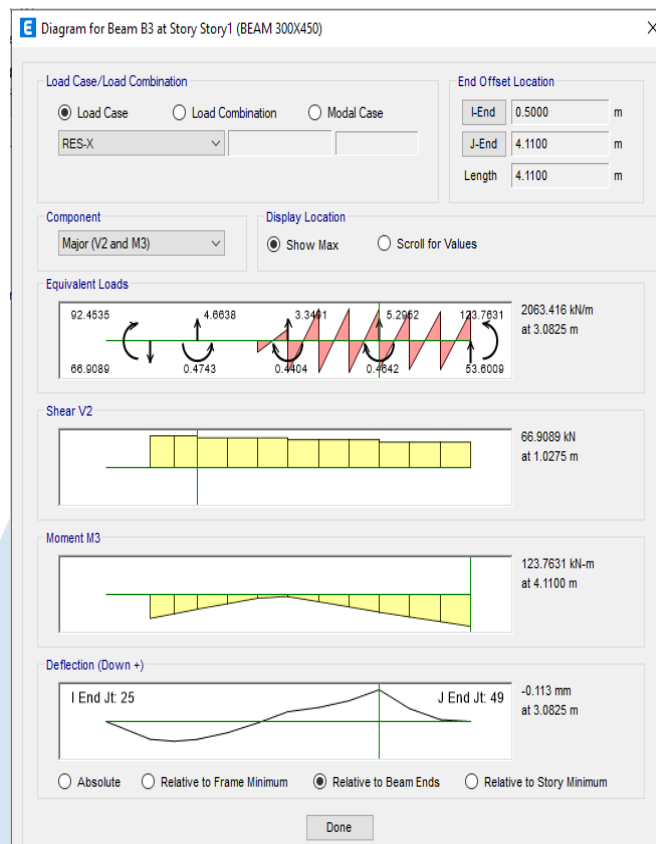 E Diagram for Beam B3 at Story Story1 (BEAM 300X450)
Load Case/Load Combination
Load Case Load Combination Modal Case
RES-X
End Offset Location
I-End 0.5000 m
J-End 4.1100 m
Length 4.1100 m
Component
Major (V2 and M3)
Display Location
Show Max Scroll for Values
Equivalent Loads
92.4535 4.6638 5.2952 123.7631
66.9089 0.4743 0.4404 0.4642 53.6009
2063.416 kN/m
at 3.0825 m
Shear V2
66.9089 kN
at 1.0275 m
Moment M3
123.7631 kN-m
at 4.1100 m
Deflection (Down +)
I End Jt: 25 J End Jt: 49
-0.113 mm
at 3.0825 m
Absolute Relative to Frame Minimum Relative to Beam Ends Relative to Story Minimum
Done